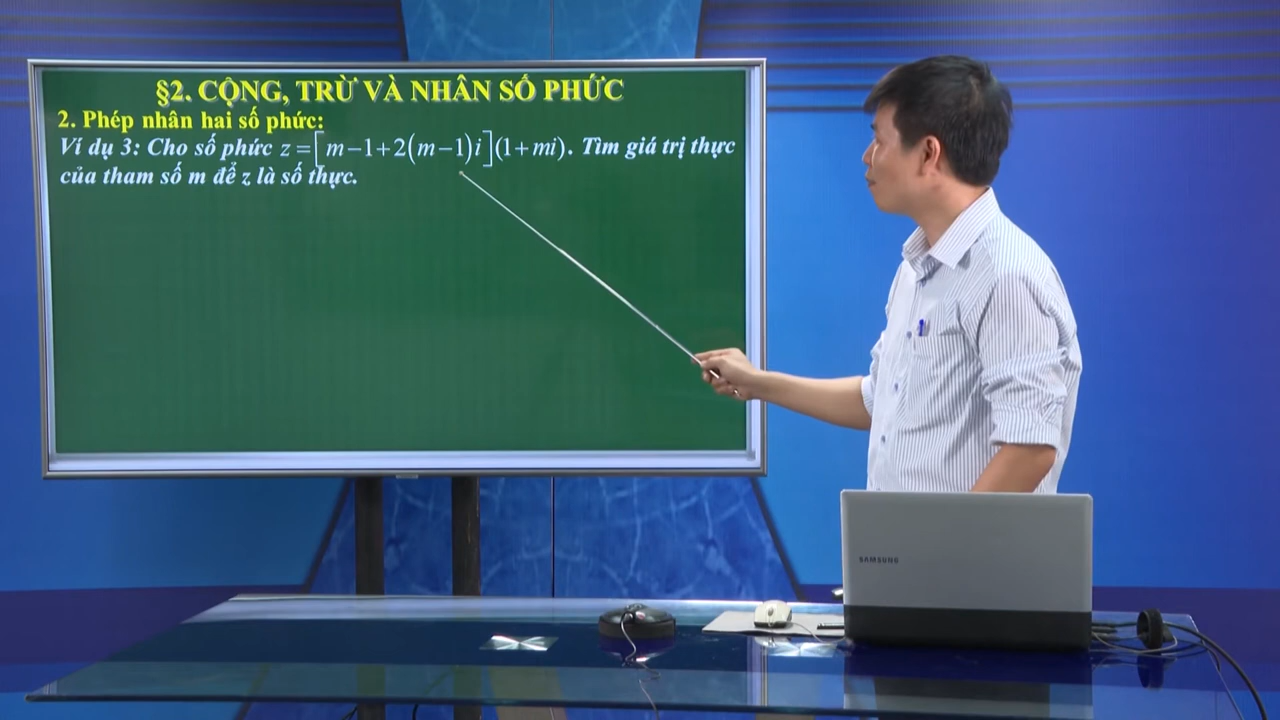 §2. CỘNG, TRỪ VÀ NHÂN SỐ PHỨC
2. Phép nhân hai số phức:
Ví dụ 3: Cho số phức z = [m−1+2(m−1)i](1+mi). Tìm giá trị thực
của tham số m để z là số thực.
SAMSUNG